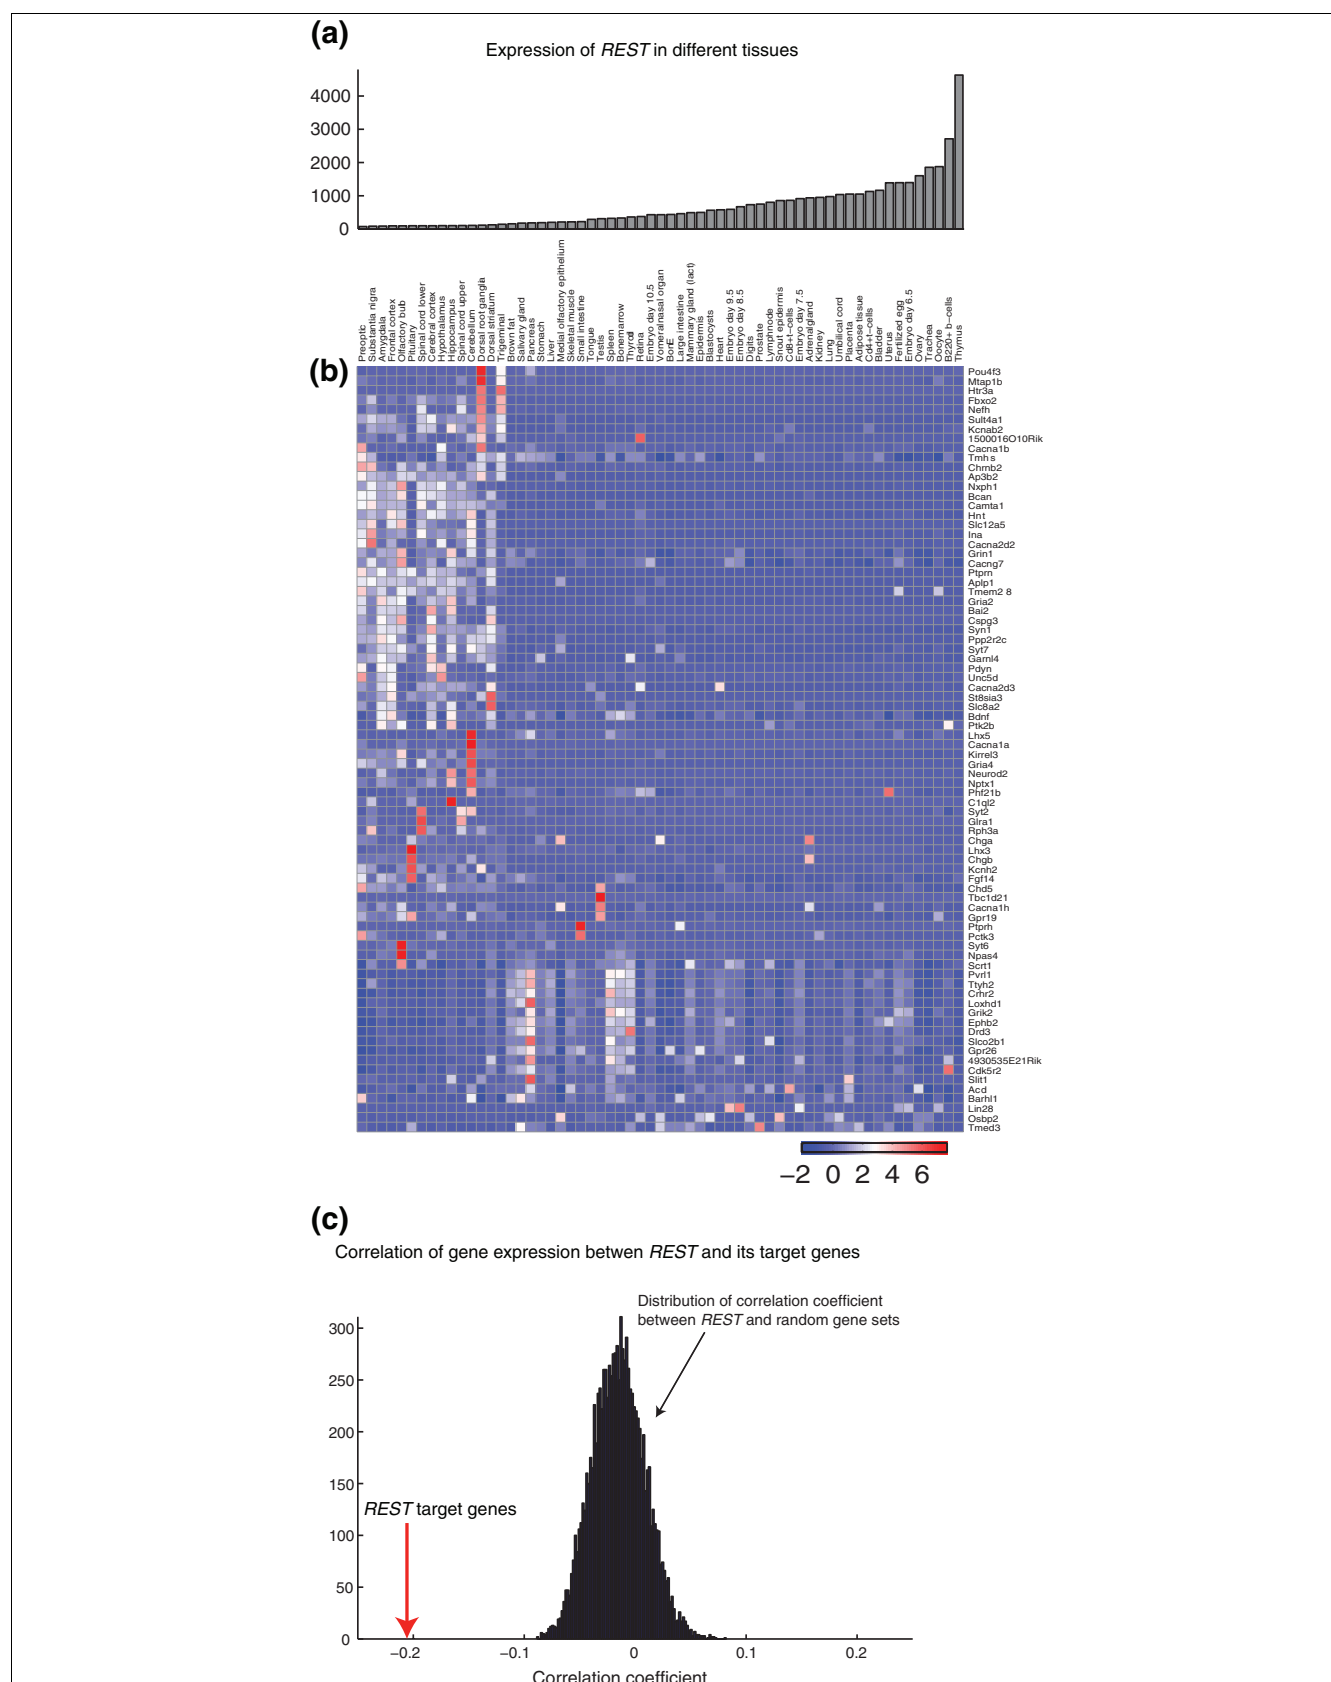 (a)
Expression of REST in different tissues
4000
3000
2000
1000
0
Preoptic
Substantia nigra
Amygdala
Frontal cortex
Olfactory bub
Pituitary
Spinal cord lower
Cerebral cortex
Hypothalamus
Hippocampus
Spinal cord upper
Cerebellum
Dorsal root ganglia
Dorsal striatum
Trigeminal
Brown fat
Salivary gland
Pancreas
Stomach
Liver
Medial olfactory epithelium
Skeletal muscle
Small intestine
Tongue
Testis
Spleen
Bonemarrow
Thyroid
Retina
Embryo day 10.5
Vomeralnasal organ
BorE
Large intestine
Mammary gland (lact)
Epidermis
Blastocysts
Heart
Embryo day 9.5
Embryo day 8.5
Digits
Prostate
Lymphnode
Snout epidermis
Cd8+t−cells
Embryo day 7.5
Adrenalgland
Kidney
Lung
Umbilical cord
Placenta
Adipose tissue
Cd4+t−cells
Bladder
Uterus
Fertilized egg
Embryo day 6.5
Ovary
Trachea
Oocyte
B220+ b−cells
Thymus
(b)
Pou4f3
Mtap1b
Htr3a
Fbxo2
Nefh
Sult4a1
Kcnab2
1500016O10Rik
Cacna1b
Tmhs
Chrnb2
Ap3b2
Nxph1
Bcan
Camta1
Hnt
Slc12a5
Ina
Cacna2d2
Grin1
Cacng7
Ptprn
Aplp1
Tmem2 8
Gria2
Bai2
Cspg3
Syn1
Ppp2r2c
Syt7
Garnl4
Pdyn
Unc5d
Cacna2d3
St8sia3
Slc8a2
Bdnf
Ptk2b
Lhx5
Cacna1a
Kirrel3
Gria4
Neurod2
Nptx1
Phf21b
C1ql2
Syt2
Glra1
Rph3a
Chga
Lhx3
Chgb
Kcnh2
Fgf14
Chd5
Tbc1d21
Cacna1h
Gpr19
Ptprh
Pctk3
Syt6
Npas4
Scrt1
Pvrl1
Ttyh2
Crhr2
Loxhd1
Grik2
Ephb2
Drd3
Slco2b1
Gpr26
4930535E21Rik
Cdk5r2
Slit1
Acd
Barhl1
Lin28
Osbp2
Tmed3
−2 0 2 4 6
(c)
Correlation of gene expression betwen REST and its target genes
Distribution of correlation coefficient
between REST and random gene sets
300
250
200
150
100
50
0
REST target genes
−0.2 −0.1 0 0.1 0.2
Correlation coefficient